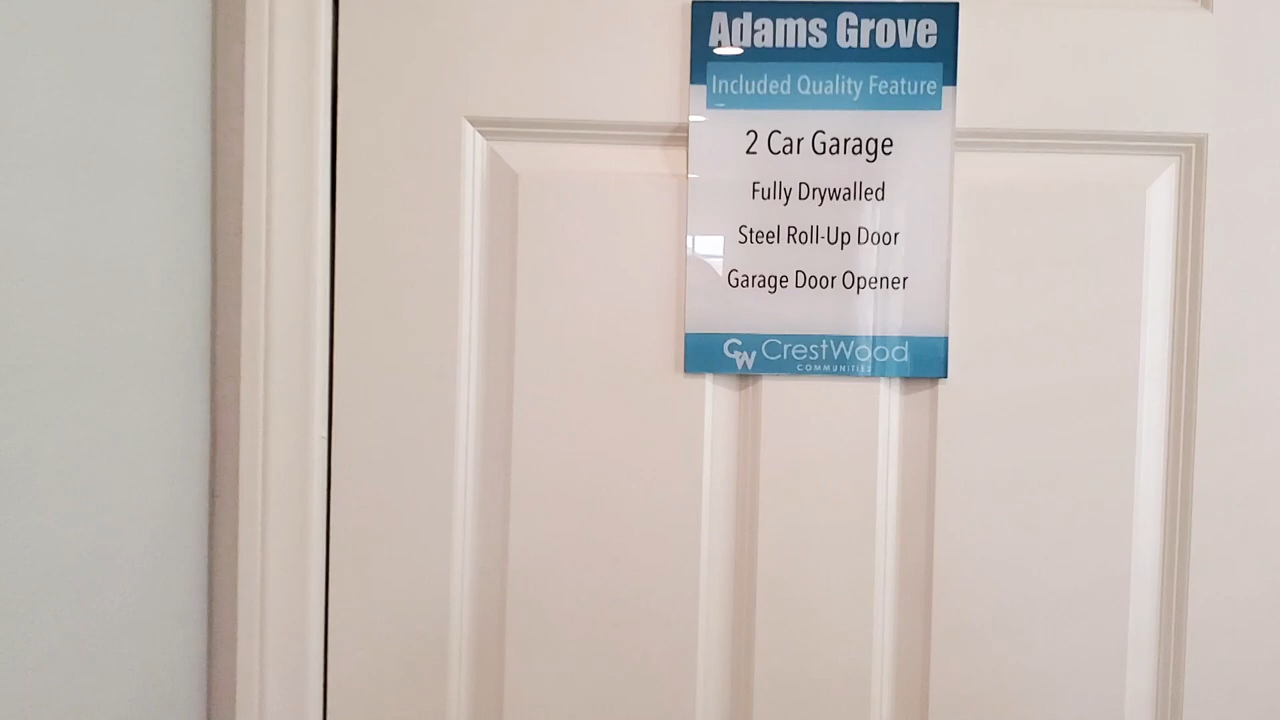 Adams Grove
Included Quality Feature
2 Car Garage
Fully Drywalled
Steel Roll-Up Door
Garage Door Opener
CW CrestWood
COMMUNITIES